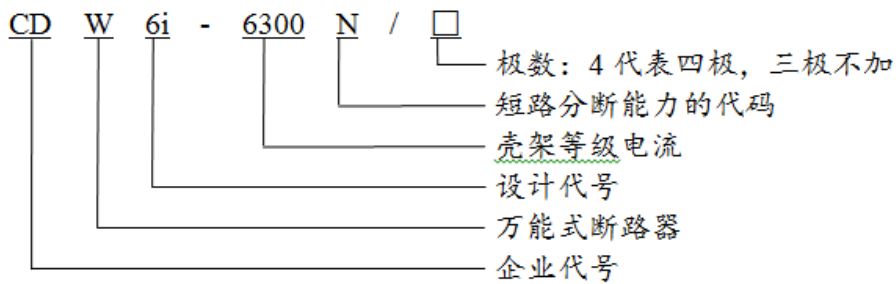 CD W 6i - 6300 N / □
极数：4 代表四极，三极不加
短路分断能力的代码
壳架等级电流
设计代号
万能式断路器
企业代号